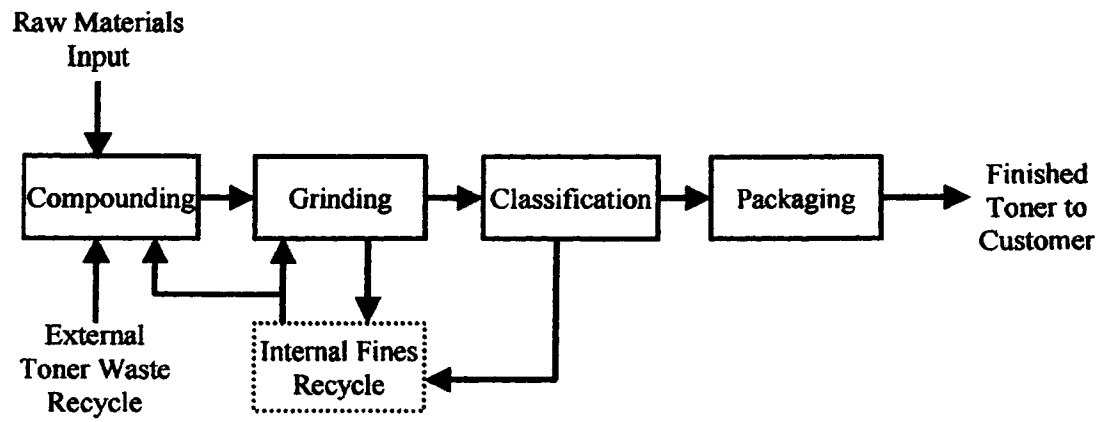 Raw Materials
Input
Compounding
Grinding
Classification
Packaging
Finished
Toner to
Customer
External
Toner Waste
Recycle
Internal Fines
Recycle